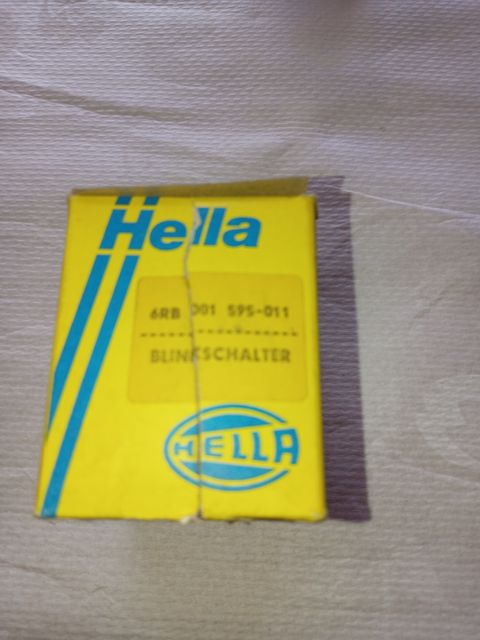 Hella
6RB 001 595-011
BLINKSCHALTER
HELLA